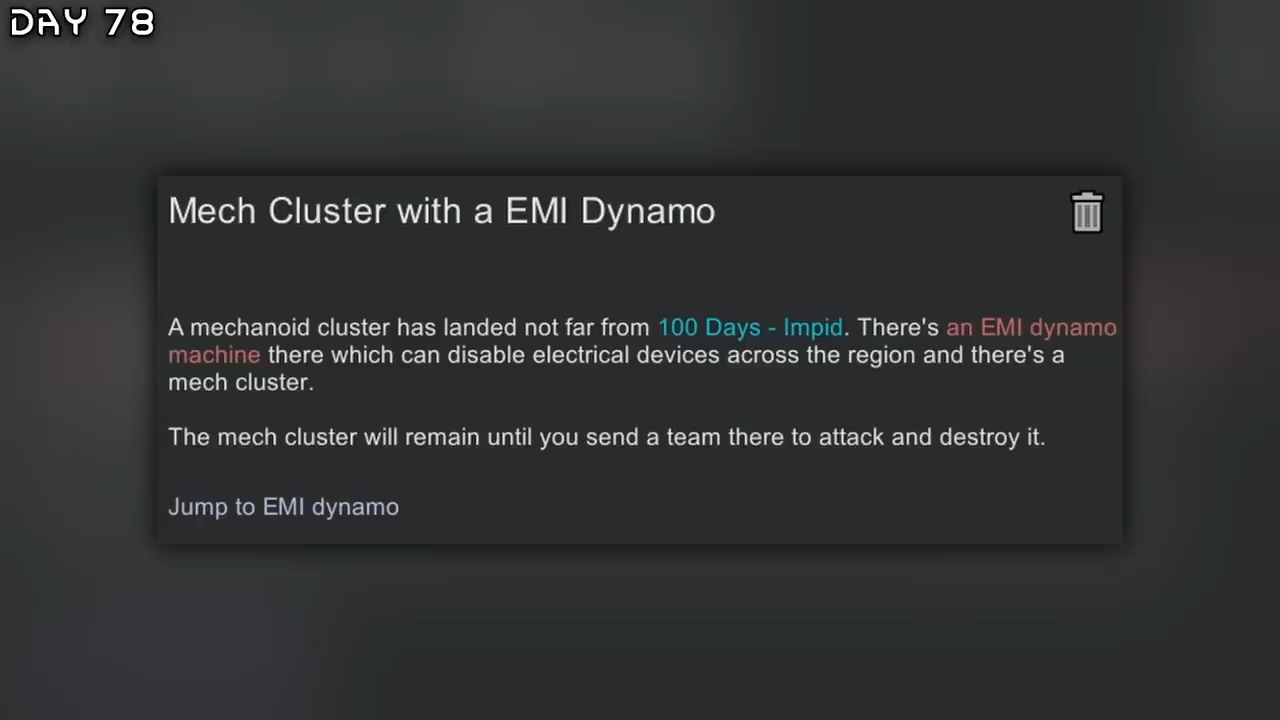 DAY 78
Mech Cluster with a EMI Dynamo
A mechanoid cluster has landed not far from 100 Days - Impid. There's an EMI dynamo
machine there which can disable electrical devices across the region and there's a
mech cluster.
The mech cluster will remain until you send a team there to attack and destroy it.
Jump to EMI dynamo